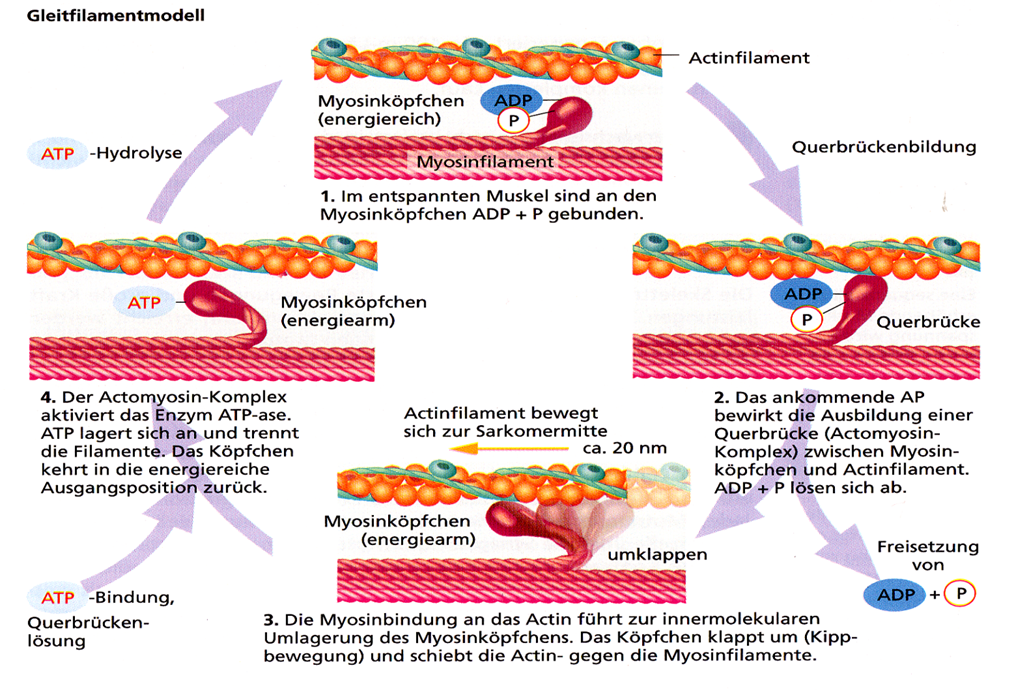 Gleitfilamentmodell
Actinfilament
Myosinköpfchen
(energiereich)
ADP
P
Myosinfilament
1. Im entspannten Muskel sind an den
Myosinköpfchen ADP + P gebunden.
Querbrückenbildung
ADP
P
Querbrücke
2. Das ankommende AP
bewirkt die Ausbildung einer
Querbrücke (Actomyosin-
Komplex) zwischen Myosin-
köpfchen und Actinfilament.
ADP + P lösen sich ab.
Freisetzung
von
ADP + P
Actinfilament bewegt
sich zur Sarkomermitte
ca. 20 nm
Myosinköpfchen
(energiearm)
umklappen
3. Die Myosinbindung an das Actin führt zur innermolekularen
Umlagerung des Myosinköpfchens. Das Köpfchen klappt um (Kipp-
bewegung) und schiebt die Actin- gegen die Myosinfilamente.
ATP -Bindung,
Querbrücken-
lösung
ATP
Myosinköpfchen
(energiearm)
4. Der Actomyosin-Komplex
aktiviert das Enzym ATP-ase.
ATP lagert sich an und trennt
die Filamente. Das Köpfchen
kehrt in die energiereiche
Ausgangsposition zurück.
ATP -Hydrolyse